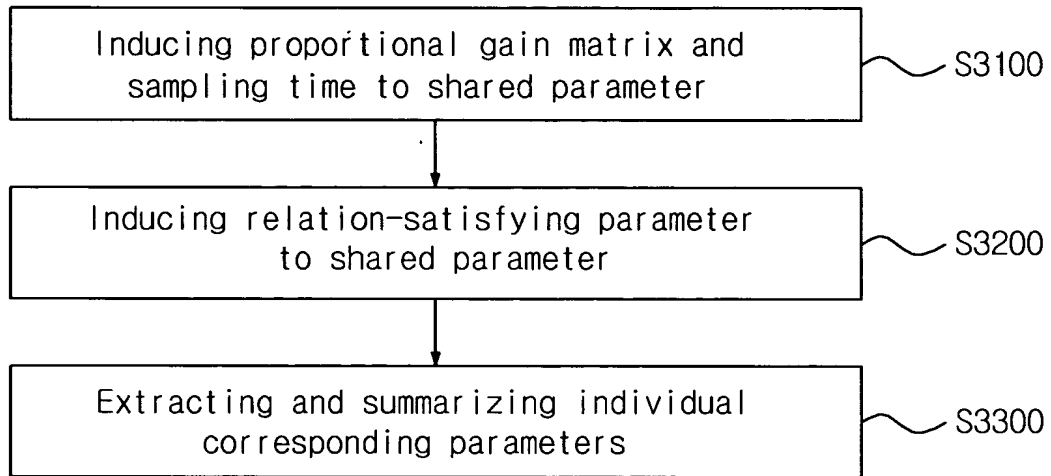 Inducing proportional gain matrix and
sampling time to shared parameter
S3100
Inducing relation-satisfying parameter
to shared parameter
S3200
Extracting and summarizing individual
corresponding parameters
S3300